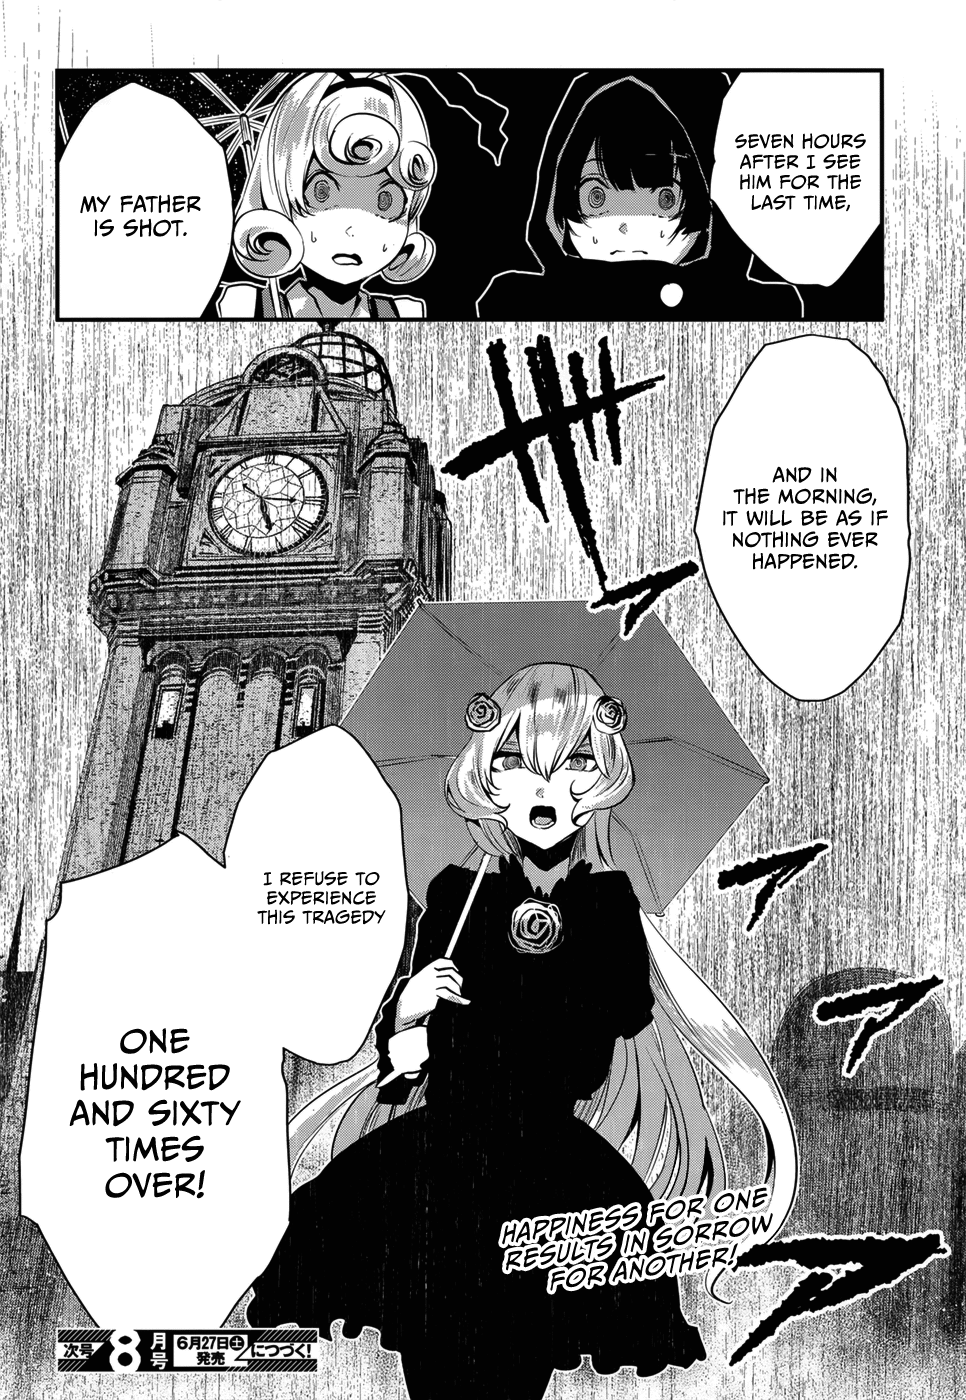 SEVEN HOURS
AFTER I SEE
HIM FOR THE
LAST TIME,
MY FATHER
IS SHOT.
AND IN
THE MORNING,
IT WILL BE AS IF
NOTHING EVER
HAPPENED.
I REFUSE TO
EXPERIENCE
THIS TRAGEDY
ONE
HUNDRED
AND SIXTY
TIMES
OVER!
HAPPINESS FOR ONE
RESULTS IN SORROW
FOR ANOTHER!
次号8月号 6月27日土発売 につづく!